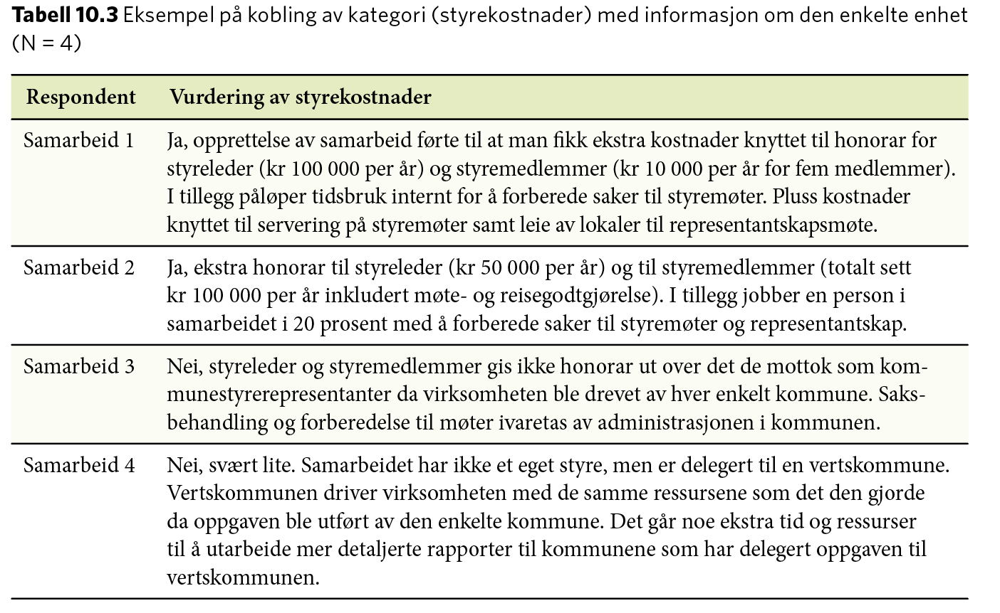 Tabell 10.3 Eksempel på kobling av kategori (styrekostnader) med informasjon om den enkelte enhet
(N = 4)
Respondent Vurdering av styrekostnader
Samarbeid 1 Ja, opprettelse av samarbeid førte til at man fikk ekstra kostnader knyttet til honorar for
styreleder (kr 100 000 per år) og styremedlemmer (kr 10 000 per år for fem medlemmer).
I tillegg påløper tidsbruk internt for å forberede saker til styremøter. Pluss kostnader
knyttet til servering på styremøter samt leie av lokaler til representantskapsmøte.
Samarbeid 2 Ja, ekstra honorar til styreleder (kr 50 000 per år) og til styremedlemmer (totalt sett
kr 100 000 per år inkludert møte- og reisegodtgjørelse). I tillegg jobber en person i
samarbeidet i 20 prosent med å forberede saker til styremøter og representantskap.
Samarbeid 3 Nei, styreleder og styremedlemmer gis ikke honorar ut over det de mottok som kom-
munestyrerepresentanter da virksomheten ble drevet av hver enkelt kommune. Saks-
behandling og forberedelse til møter ivaretas av administrasjonen i kommunen.
Samarbeid 4 Nei, svært lite. Samarbeidet har ikke et eget styre, men er delegert til en vertskommune.
Vertskommunen driver virksomheten med de samme ressursene som det den gjorde
da oppgaven ble utført av den enkelte kommune. Det går noe ekstra tid og ressurser
til å utarbeide mer detaljerte rapporter til kommunene som har delegert oppgaven til
vertskommunen.